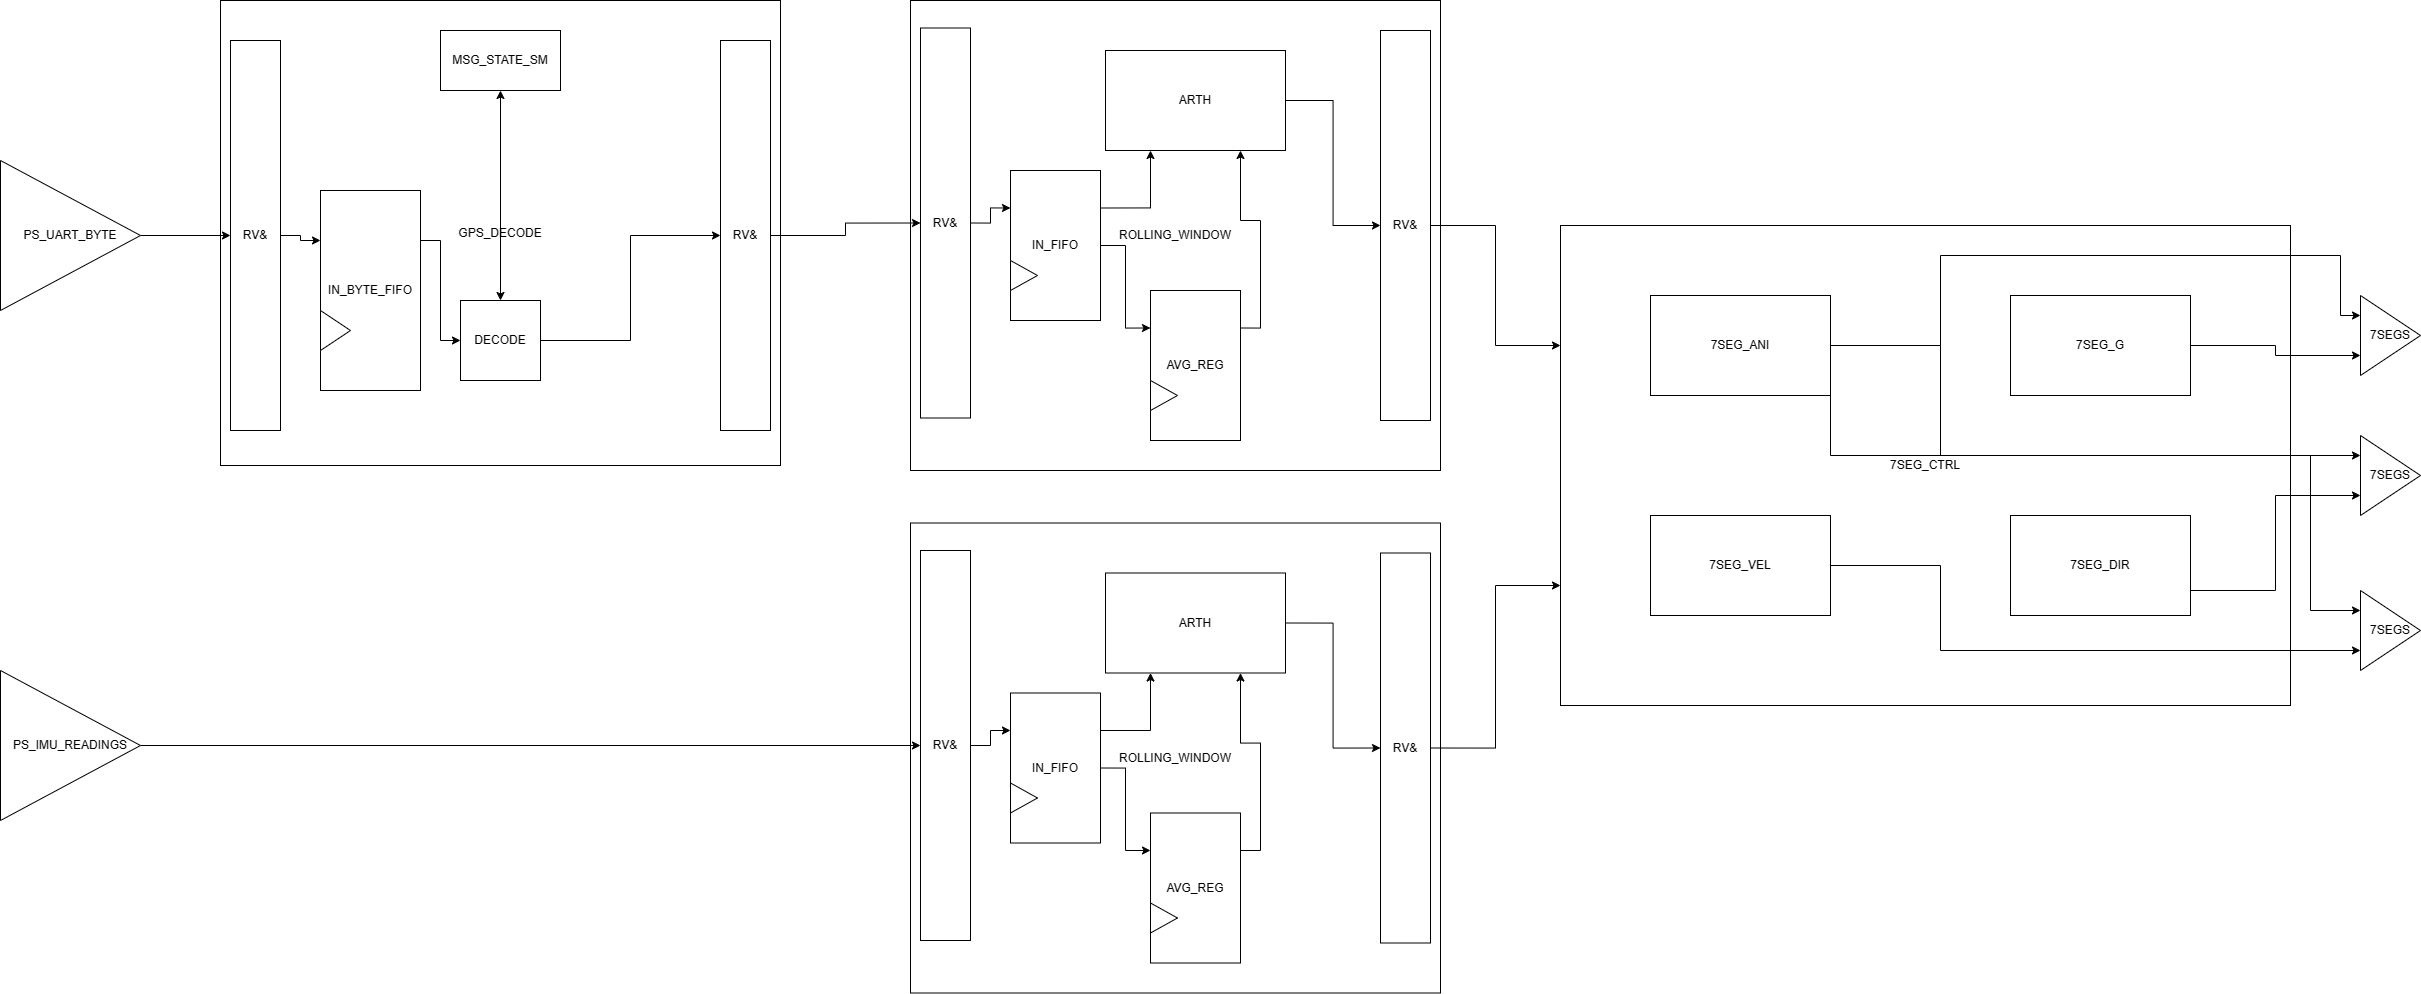 PS_UART_BYTE
RV&
IN_BYTE_FIFO
MSG_STATE_SM
GPS_DECODE
DECODE
RV&
RV&
IN_FIFO
ARTH
ROLLING_WINDOW
AVG_REG
RV&
PS_IMU_READINGS
RV&
IN_FIFO
ARTH
ROLLING_WINDOW
AVG_REG
RV&
7SEG_ANI
7SEG_G
7SEG_CTRL
7SEG_VEL
7SEG_DIR
7SEGS
7SEGS
7SEGS